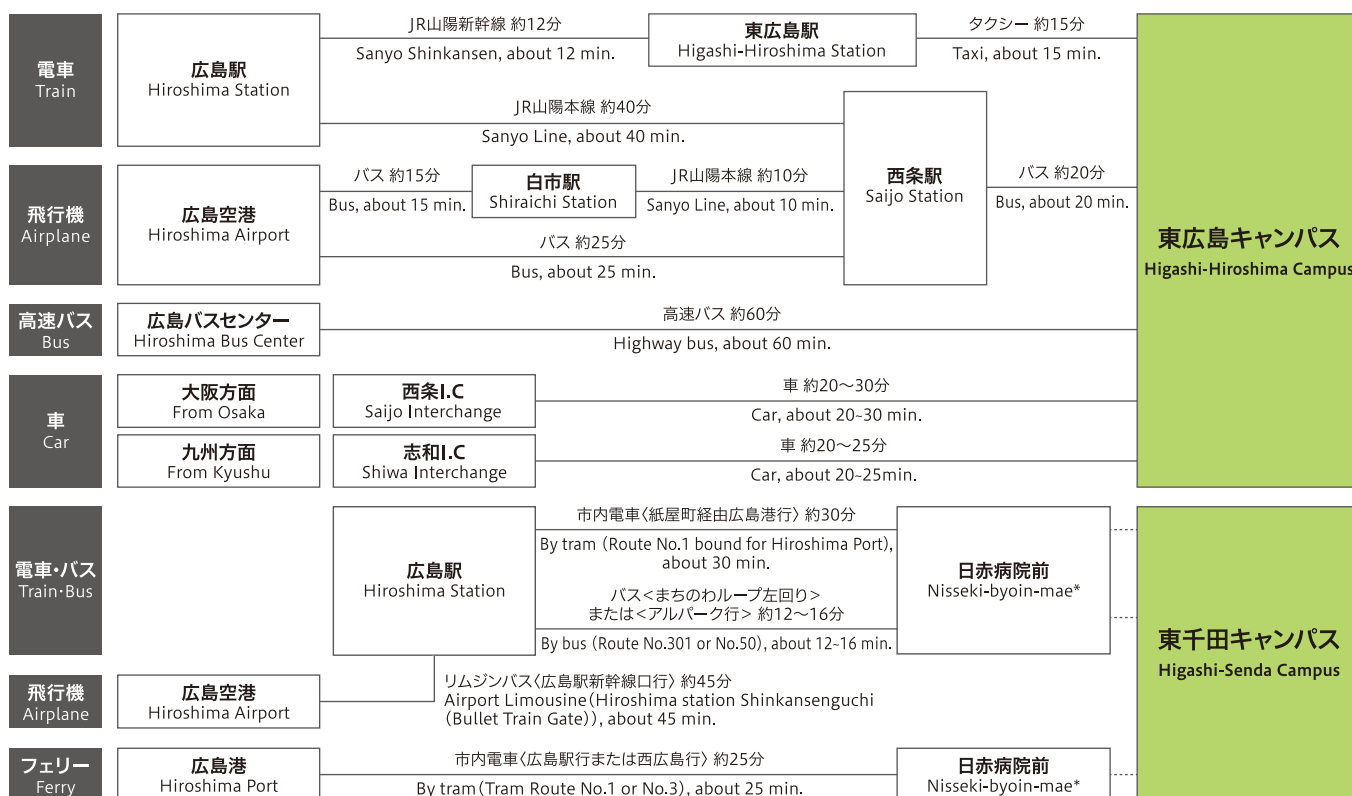 電車
Train
広島駅
Hiroshima Station
JR山陽新幹線 約12分
Sanyo Shinkansen, about 12 min.
東広島駅
Higashi-Hiroshima Station
タクシー 約15分
Taxi, about 15 min.
JR山陽本線 約40分
Sanyo Line, about 40 min.
飛行機
Airplane
広島空港
Hiroshima Airport
バス 約15分
Bus, about 15 min.
白市駅
Shiraichi Station
JR山陽本線 約10分
Sanyo Line, about 10 min.
バス 約25分
Bus, about 25 min.
西条駅
Saijo Station
バス 約20分
Bus, about 20 min.
東広島キャンパス
Higashi-Hiroshima Campus
高速バス
Bus
広島バスセンター
Hiroshima Bus Center
高速バス 約60分
Highway bus, about 60 min.
車
Car
大阪方面
From Osaka
西条I.C
Saijo Interchange
車 約20〜30分
Car, about 20~30 min.
九州方面
From Kyushu
志和I.C
Shiwa Interchange
車 約20〜25分
Car, about 20~25min.
電車・バス
Train・Bus
広島駅
Hiroshima Station
市内電車〈紙屋町経由広島港行〉 約30分
By tram (Route No.1 bound for Hiroshima Port),
about 30 min.
バス<まちのわループ左回り>
または<アルパーク行> 約12〜16分
By bus (Route No.301 or No.50), about 12~16 min.
日赤病院前
Nisseki-byoin-mae*
東千田キャンパス
Higashi-Senda Campus
飛行機
Airplane
広島空港
Hiroshima Airport
リムジンバス〈広島駅新幹線口行〉 約45分
Airport Limousine(Hiroshima station Shinkansenguchi
(Bullet Train Gate)), about 45 min.
フェリー
Ferry
広島港
Hiroshima Port
市内電車〈広島駅行または西広島行〉 約25分
By tram(Tram Route No.1 or No.3), about 25 min.
日赤病院前
Nisseki-byoin-mae*